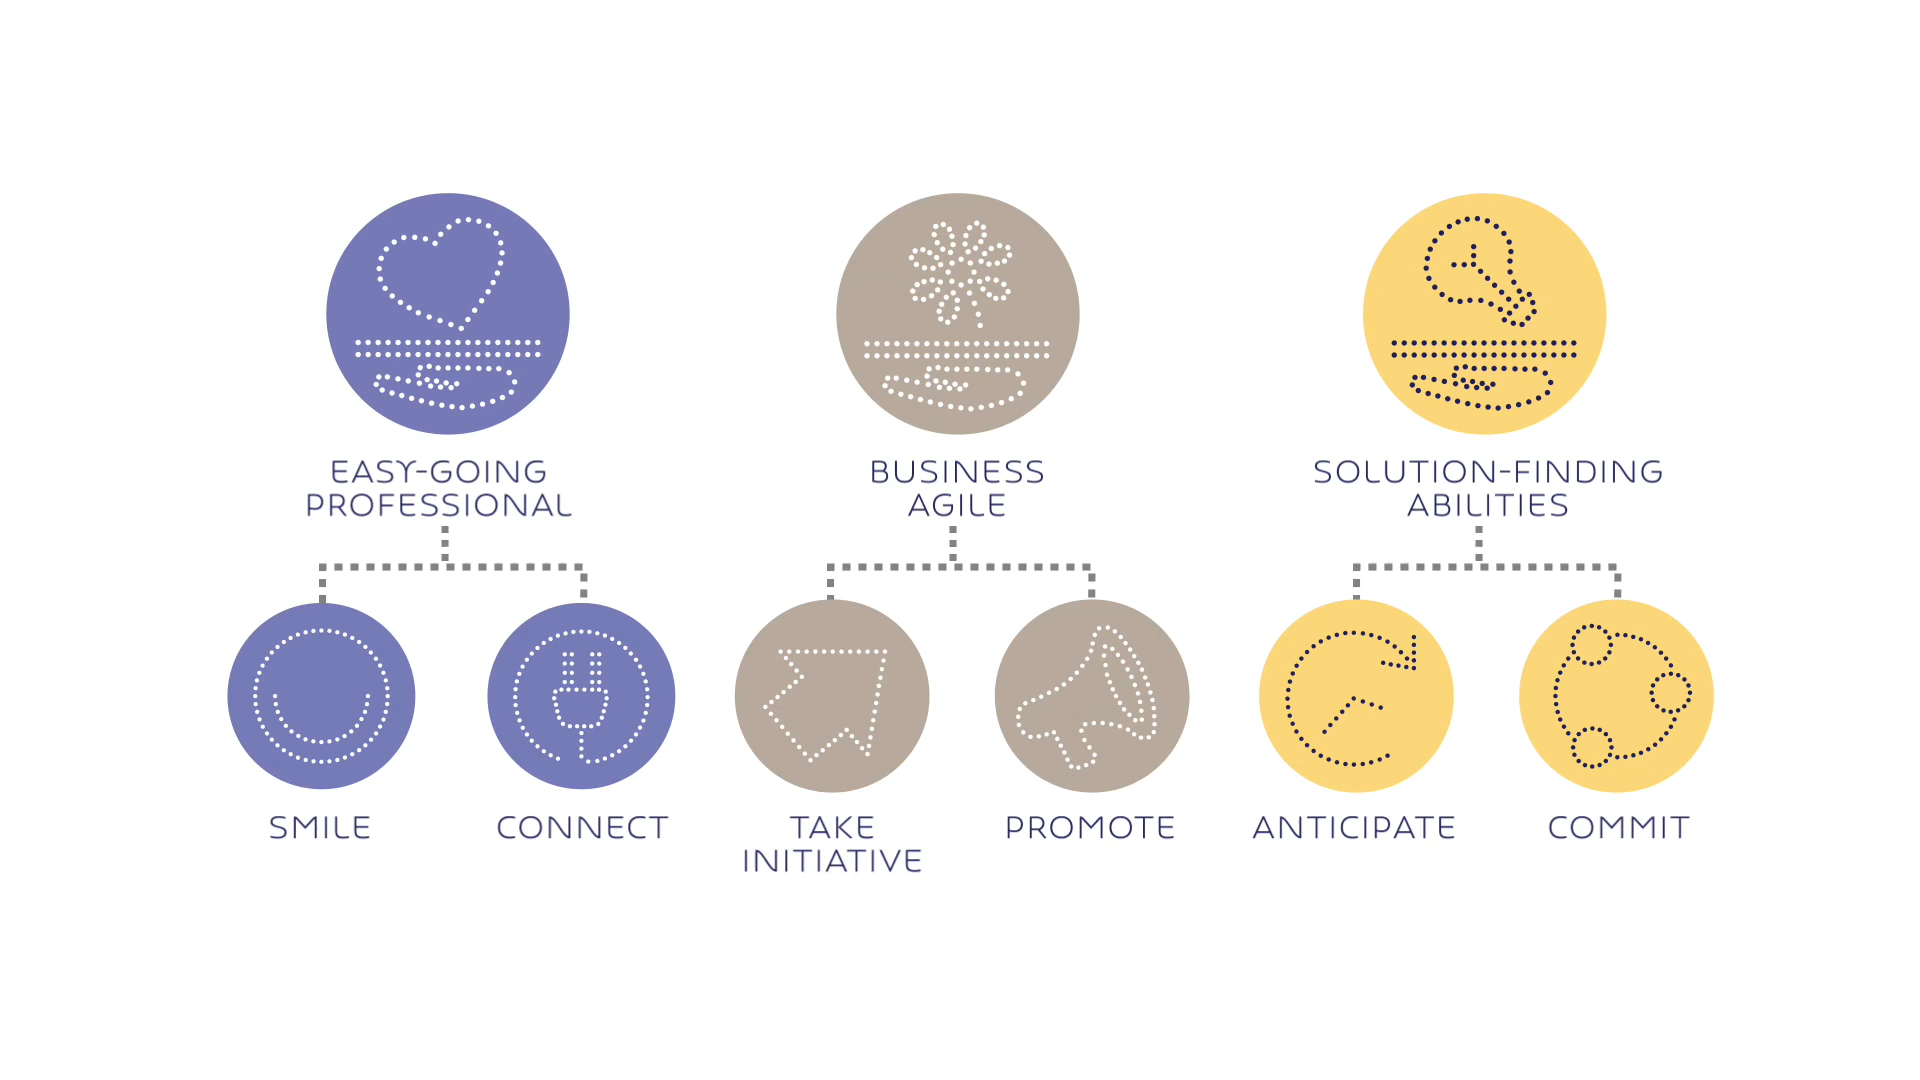 EASY-GOING
PROFESSIONAL
BUSINESS
AGILE
SOLUTION-FINDING
ABILITIES
SMILE
CONNECT
TAKE
INITIATIVE
PROMOTE
ANTICIPATE
COMMIT